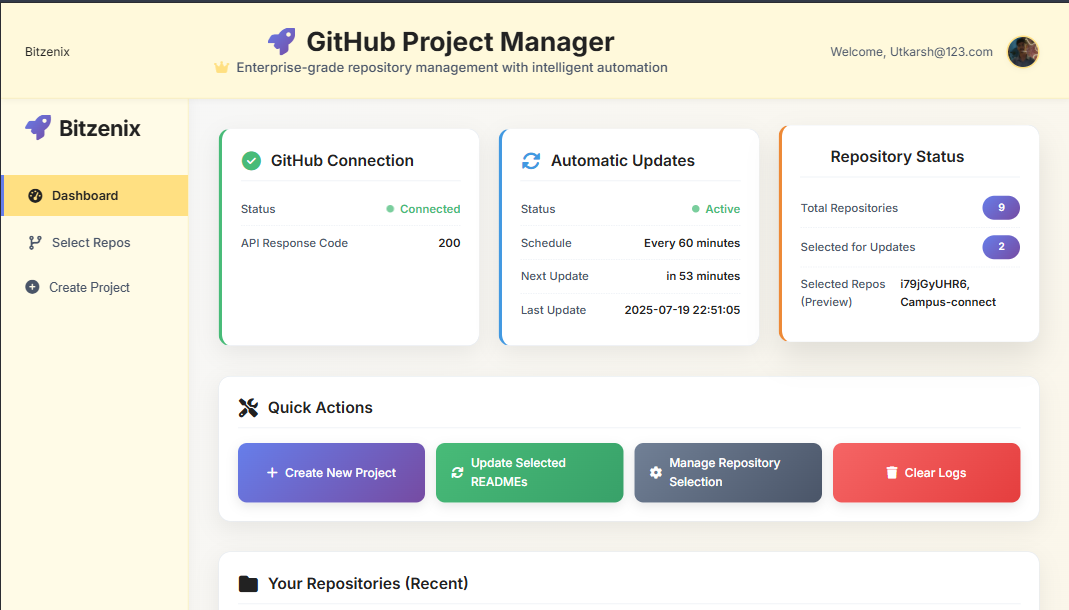 Bitzenix
GitHub Project Manager
Enterprise-grade repository management with intelligent automation
Welcome, Utkarsh@123.com
Bitzenix
Dashboard
Select Repos
Create Project
GitHub Connection
Status Connected
API Response Code 200
Automatic Updates
Status Active
Schedule Every 60 minutes
Next Update in 53 minutes
Last Update 2025-07-19 22:51:05
Repository Status
Total Repositories 9
Selected for Updates 2
Selected Repos i79jGyUHR6,
(Preview) Campus-connect
Quick Actions
Create New Project
Update Selected
READMEs
Manage Repository
Selection
Clear Logs
Your Repositories (Recent)